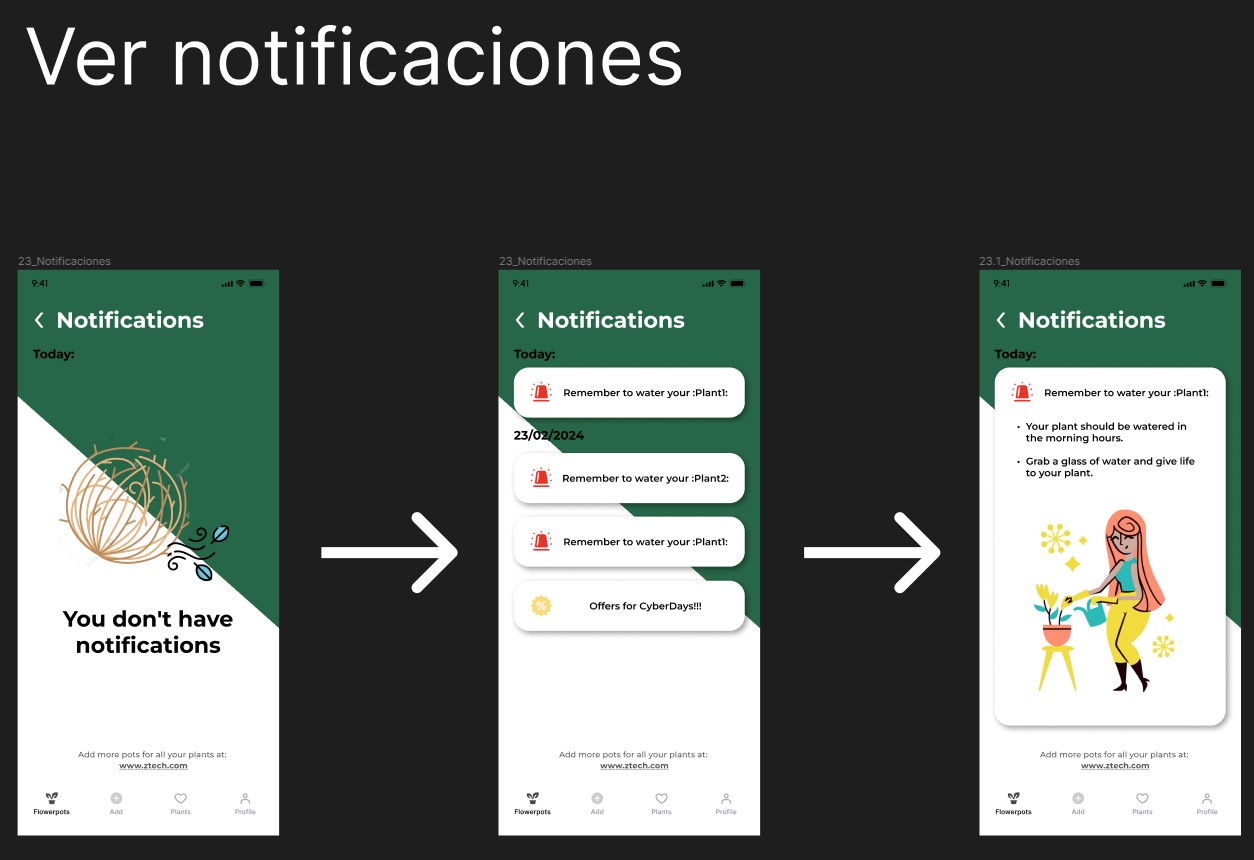 Ver notificaciones
23_Notificaciones
9:41
Notifications
Today:
You don't have
notifications
Add more pots for all your plants at:
www.ztech.com
Flowerpots
Add
Plants
Profile
23_Notificaciones
9:41
Notifications
Today:
Remember to water your :Plant1:
23/02/2024
Remember to water your :Plant2:
Remember to water your :Plant1:
%
Offers for CyberDays!!!
Add more pots for all your plants at:
www.ztech.com
Flowerpots
Add
Plants
Profile
23.1_Notificaciones
9:41
Notifications
Today:
Remember to water your :Plant1:
• Your plant should be watered in
the morning hours.
• Grab a glass of water and give life
to your plant.
Add more pots for all your plants at:
www.ztech.com
Flowerpots
Add
Plants
Profile